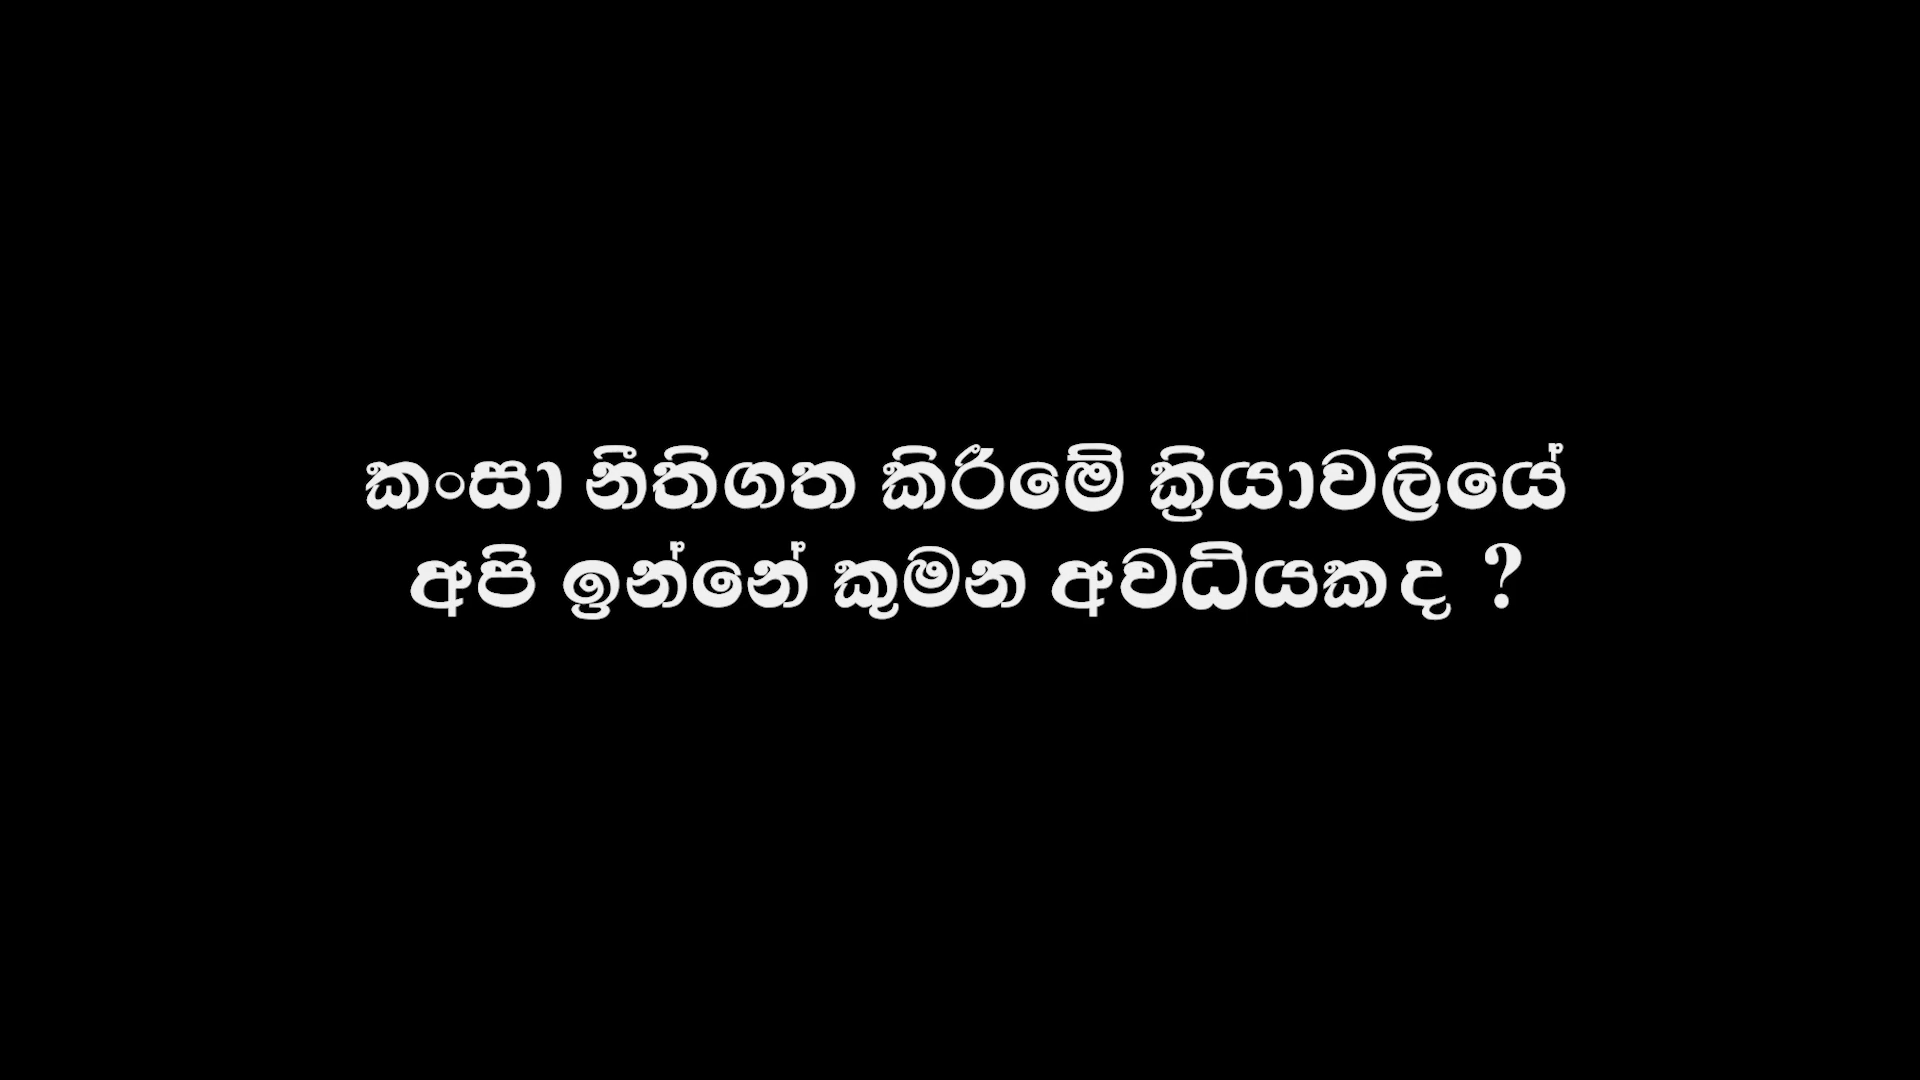 කංසා නීතිගත කිරීමේ ක්‍රියාවලියේ
අපි ඉන්නේ කුමන අවධියකද ?